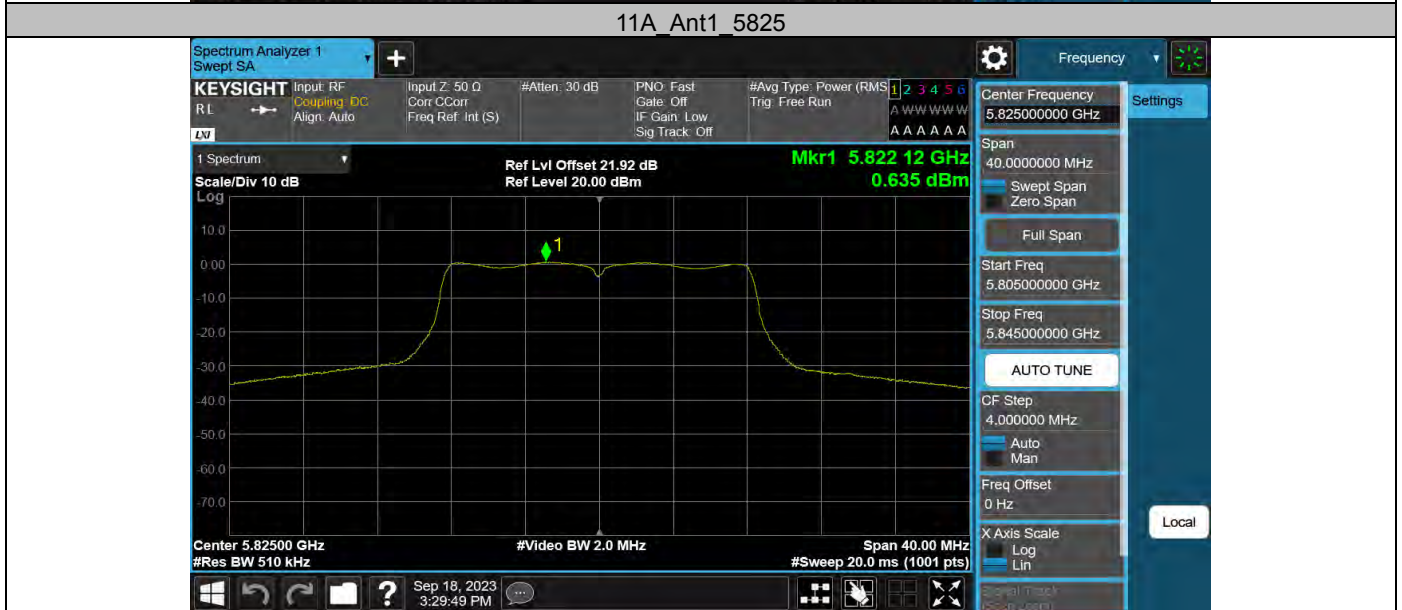 11A_Ant1_5825
Spectrum Analyzer 1
Swept SA
+
Frequency
KEYSIGHT
RL
LXI
Input: RF
Coupling: DC
Align: Auto
Input Z: 50 Ω
Corr CCorr
Freq Ref: Int (S)
#Atten: 30 dB
PNO: Fast
Gate: Off
IF Gain: Low
Sig Track: Off
#Avg Type: Power (RMS
Trig: Free Run
1 2 3 4 5 6
A W W W W W
A A A A A A
1 Spectrum
Scale/Div 10 dB
Log
Ref Lvl Offset 21.92 dB
Ref Level 20.00 dBm
Mkr1 5.822 12 GHz
0.635 dBm
10.0
0.00
-10.0
-20.0
-30.0
-40.0
-50.0
-60.0
-70.0
1
Center 5.82500 GHz
#Res BW 510 kHz
#Video BW 2.0 MHz
Span 40.00 MHz
#Sweep 20.0 ms (1001 pts)
Center Frequency
5.825000000 GHz
Settings
Span
40.0000000 MHz
Swept Span
Zero Span
Full Span
Start Freq
5.805000000 GHz
Stop Freq
5.845000000 GHz
AUTO TUNE
CF Step
4.000000 MHz
Auto
Man
Freq Offset
0 Hz
X Axis Scale
Log
Lin
Local
?
Sep 18, 2023
3:29:49 PM